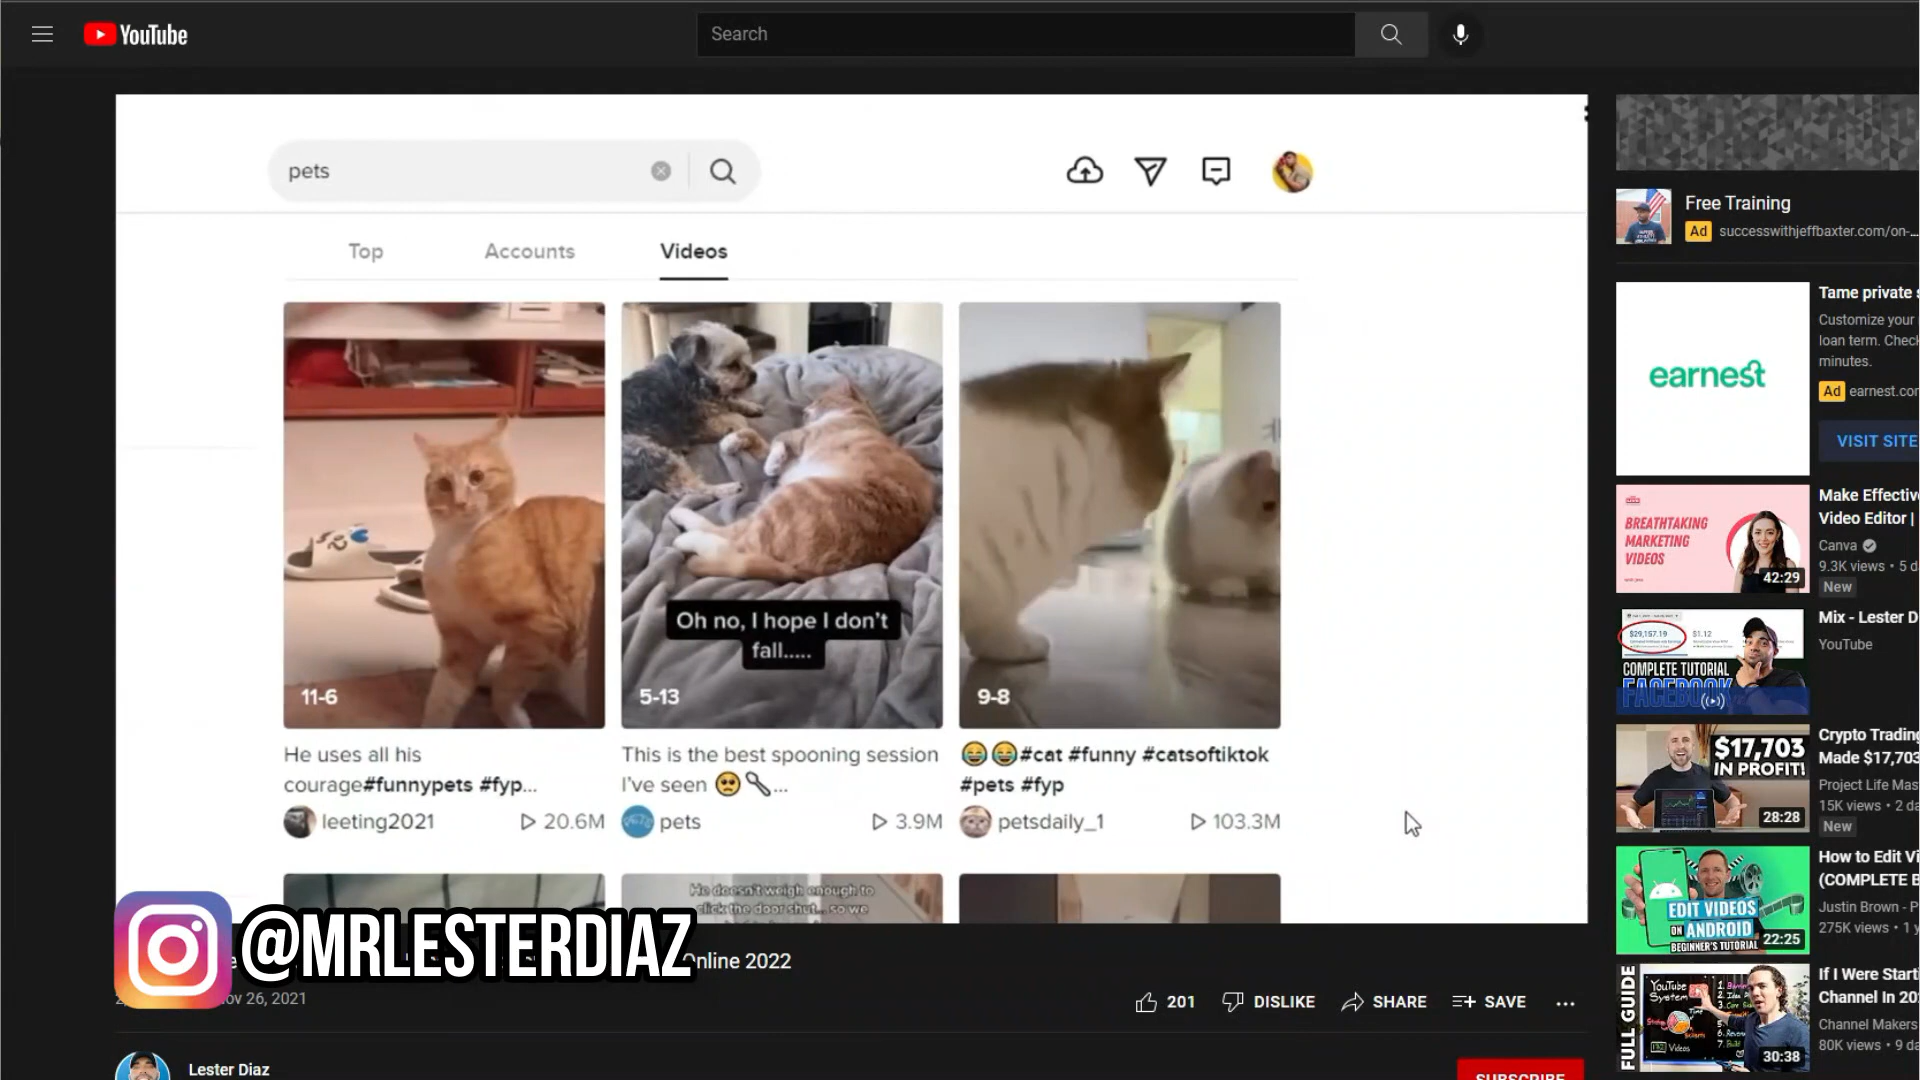 YouTube
Search
pets
Top
Accounts
Videos
Oh no, I hope I don't
fall.....
11-6
5-13
9-8
He uses all his
courage#funnypets #fyp...
This is the best spooning session
I've seen 🥺🥄...
😂😂#cat #funny #catsoftiktok
#pets #fyp
leeting2021
20.6M
pets
3.9M
petsdaily_1
103.3M
He doesn't weigh enough to
click the door shut... so we
@MRLESTERDIAZ
Online 2022
Nov 26, 2021
201
DISLIKE
SHARE
SAVE
Lester Diaz
SUBSCRIBE
Free Training
Ad
successwithjeffbaxter.com/on-...
earnest
Tame private
Customize your
loan term. Check
minutes.
Ad
earnest.com
VISIT SITE
BREATHTAKING
MARKETING
VIDEOS
42:29
Make Effective
Video Editor |
Canva
9.3K views • 5 d
New
$29,157.19
$1.12
COMPLETE TUTORIAL
FACEBOOK
Mix - Lester D
YouTube
$17,703
IN PROFIT!
28:28
Crypto Trading
Made $17,703
Project Life Mas
15K views • 2 da
New
EDIT VIDEOS
ON ANDROID
BEGINNER'S TUTORIAL
22:25
How to Edit Vi
(COMPLETE B
Justin Brown - P
275K views • 1 y
FULL GUIDE
YouTube
System
Videos
30:38
If I Were Starti
Channel In 20
Channel Makers
80K views • 9 da